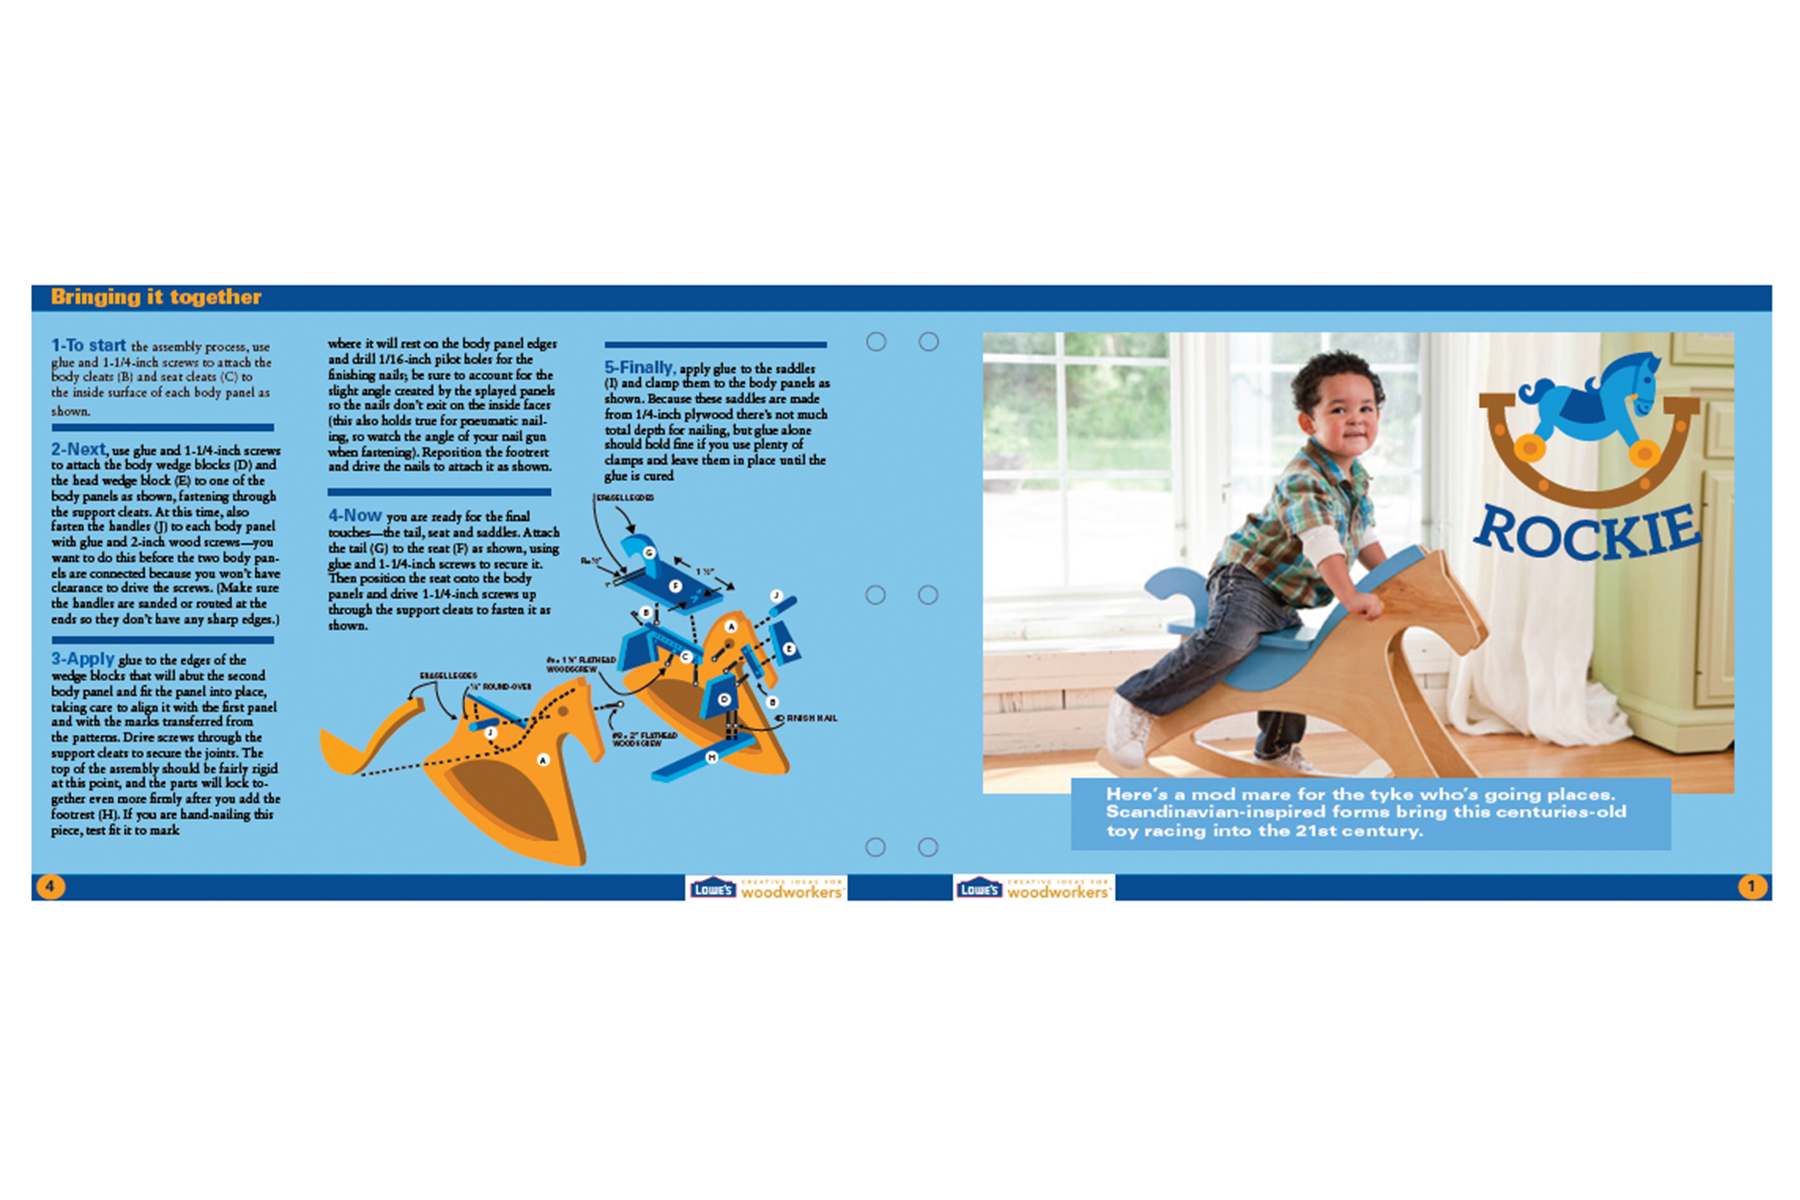 Bringing it together
1-To start the assembly process, use
glue and 1-1/4-inch screws to attach the
body cleats (B) and seat cleats (C) to
the inside surface of each body panel as
shown.
2-Next, use glue and 1-1/4-inch screws
to attach the body wedge blocks (D) and
the head wedge block (E) to one of the
body panels as shown, fastening through
the support cleats. At this time, also
fasten the handles (J) to each body panel
with glue and 2-inch wood screws—you
want to do this before the two body pan-
els are connected because you won't have
clearance to drive the screws. (Make sure
the handles are sanded or routed at the
ends so they don't have any sharp edges.)
3-Apply glue to the edges of the
wedge blocks that will abut the second
body panel and fit the panel into place,
taking care to align it with the first panel
and with the marks transferred from
the patterns. Drive screws through the
support cleats to secure the joints. The
top of the assembly should be fairly rigid
at this point, and the parts will lock to-
gether even more firmly after you add the
footrest (H). If you are hand-nailing this
piece, test fit it to mark
where it will rest on the body panel edges
and drill 1/16-inch pilot holes for the
finishing nails; be sure to account for the
slight angle created by the splayed panels
so the nails don't exit on the inside faces
(this also holds true for pneumatic nail-
ing, so watch the angle of your nail gun
when fastening). Reposition the footrest
and drive the nails to attach it as shown.
4-Now you are ready for the final
touches—the tail, seat and saddles. Attach
the tail (G) to the seat (F) as shown, using
glue and 1-1/4-inch screws to secure it.
Then position the seat onto the body
panels and drive 1-1/4-inch screws up
through the support cleats to fasten it as
shown.
5-Finally, apply glue to the saddles
(I) and clamp them to the body panels as
shown. Because these saddles are made
from 1/4-inch plywood there's not much
total depth for nailing, but glue alone
should hold fine if you use plenty of
clamps and leave them in place until the
glue is cured
G
1 ½"
F
J
B
A
E
C
FLATHEAD
WOODSCREW
D
B
¼" ROUND-OVER
4D FINISH NAIL
J
#8 x 2" FLATHEAD
WOODSCREW
A
H
4
LOWE'S
CREATIVE IDEAS FOR
woodworkers
ROCKIE
Here's a mod mare for the tyke who's going places.
Scandinavian-inspired forms bring this centuries-old
toy racing into the 21st century.
LOWE'S
CREATIVE IDEAS FOR
woodworkers
1